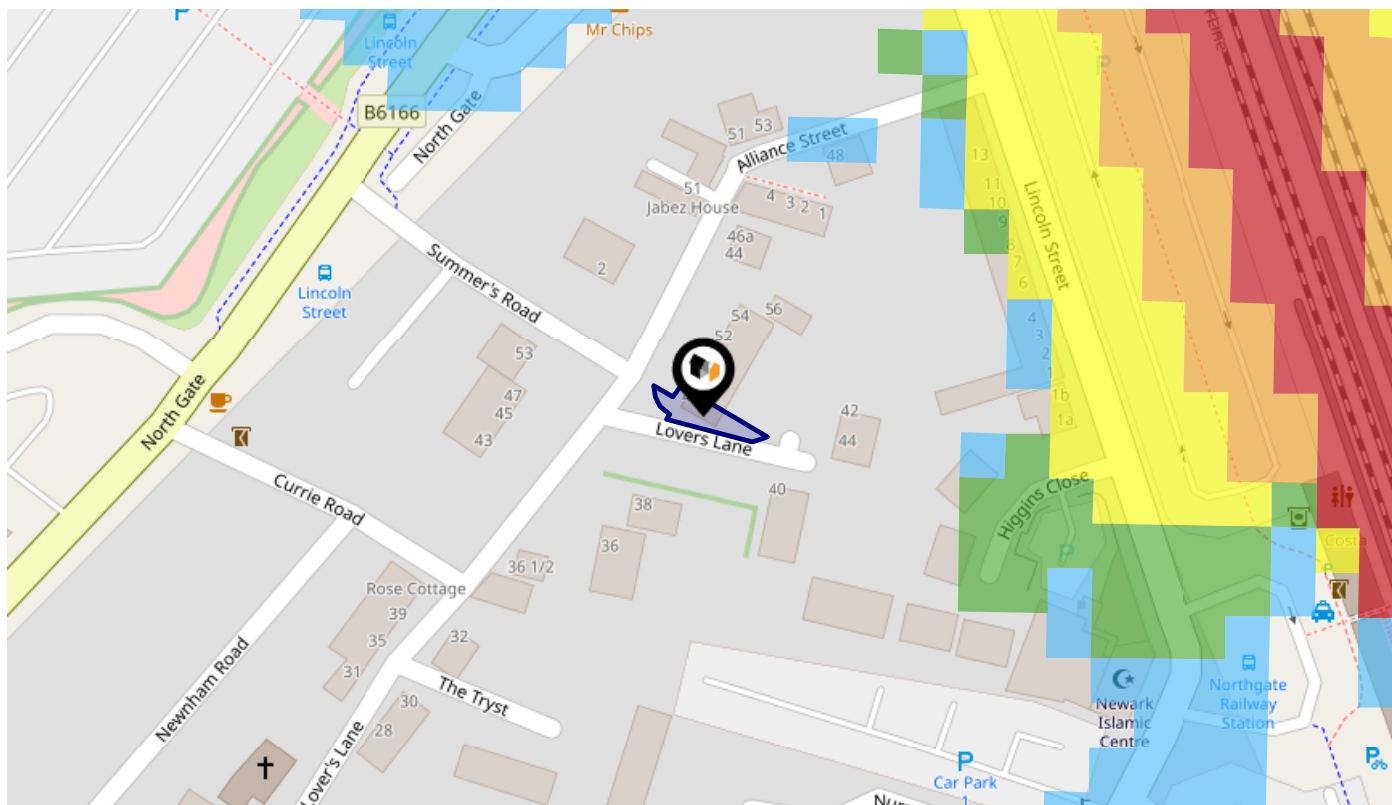 Lincoln
Street
Mr Chips
B6166
North Gate
51
53
Alliance Street
48
51
Jabez House
4
3
2
1
46a
44
2
Summer's Road
Lincoln
Street
13
11
10
9
8
7
6
4
3
2
1b
1a
Lincoln Street
54
56
52
53
47
45
43
North Gate
Lovers Lane
42
44
Currie Road
38
40
36
36 1/2
Higgins Close
Costa
Rose Cottage
39
35
31
32
30
28
The Tryst
Newnham Road
Lover's Lane
Newark
Islamic
Centre
Northgate
Railway
Station
Car Park
1